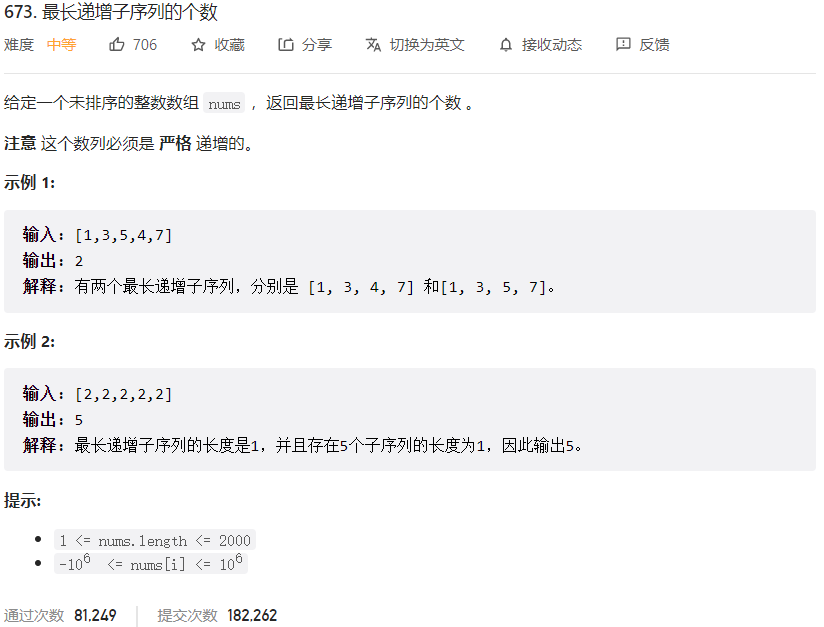 673. 最长递增子序列的个数
难度 中等 706 收藏 分享 切换为英文 接收动态 反馈
给定一个未排序的整数数组 nums ，返回最长递增子序列的个数 。
注意 这个数列必须是 严格 递增的。
示例 1:
输入: [1,3,5,4,7]
输出: 2
解释: 有两个最长递增子序列，分别是 [1, 3, 4, 7] 和[1, 3, 5, 7]。
示例 2:
输入: [2,2,2,2,2]
输出: 5
解释: 最长递增子序列的长度是1，并且存在5个子序列的长度为1，因此输出5。
提示:
1 <= nums.length <= 2000
-10^6 <= nums[i] <= 10^6
通过次数 81,249 提交次数 182,262